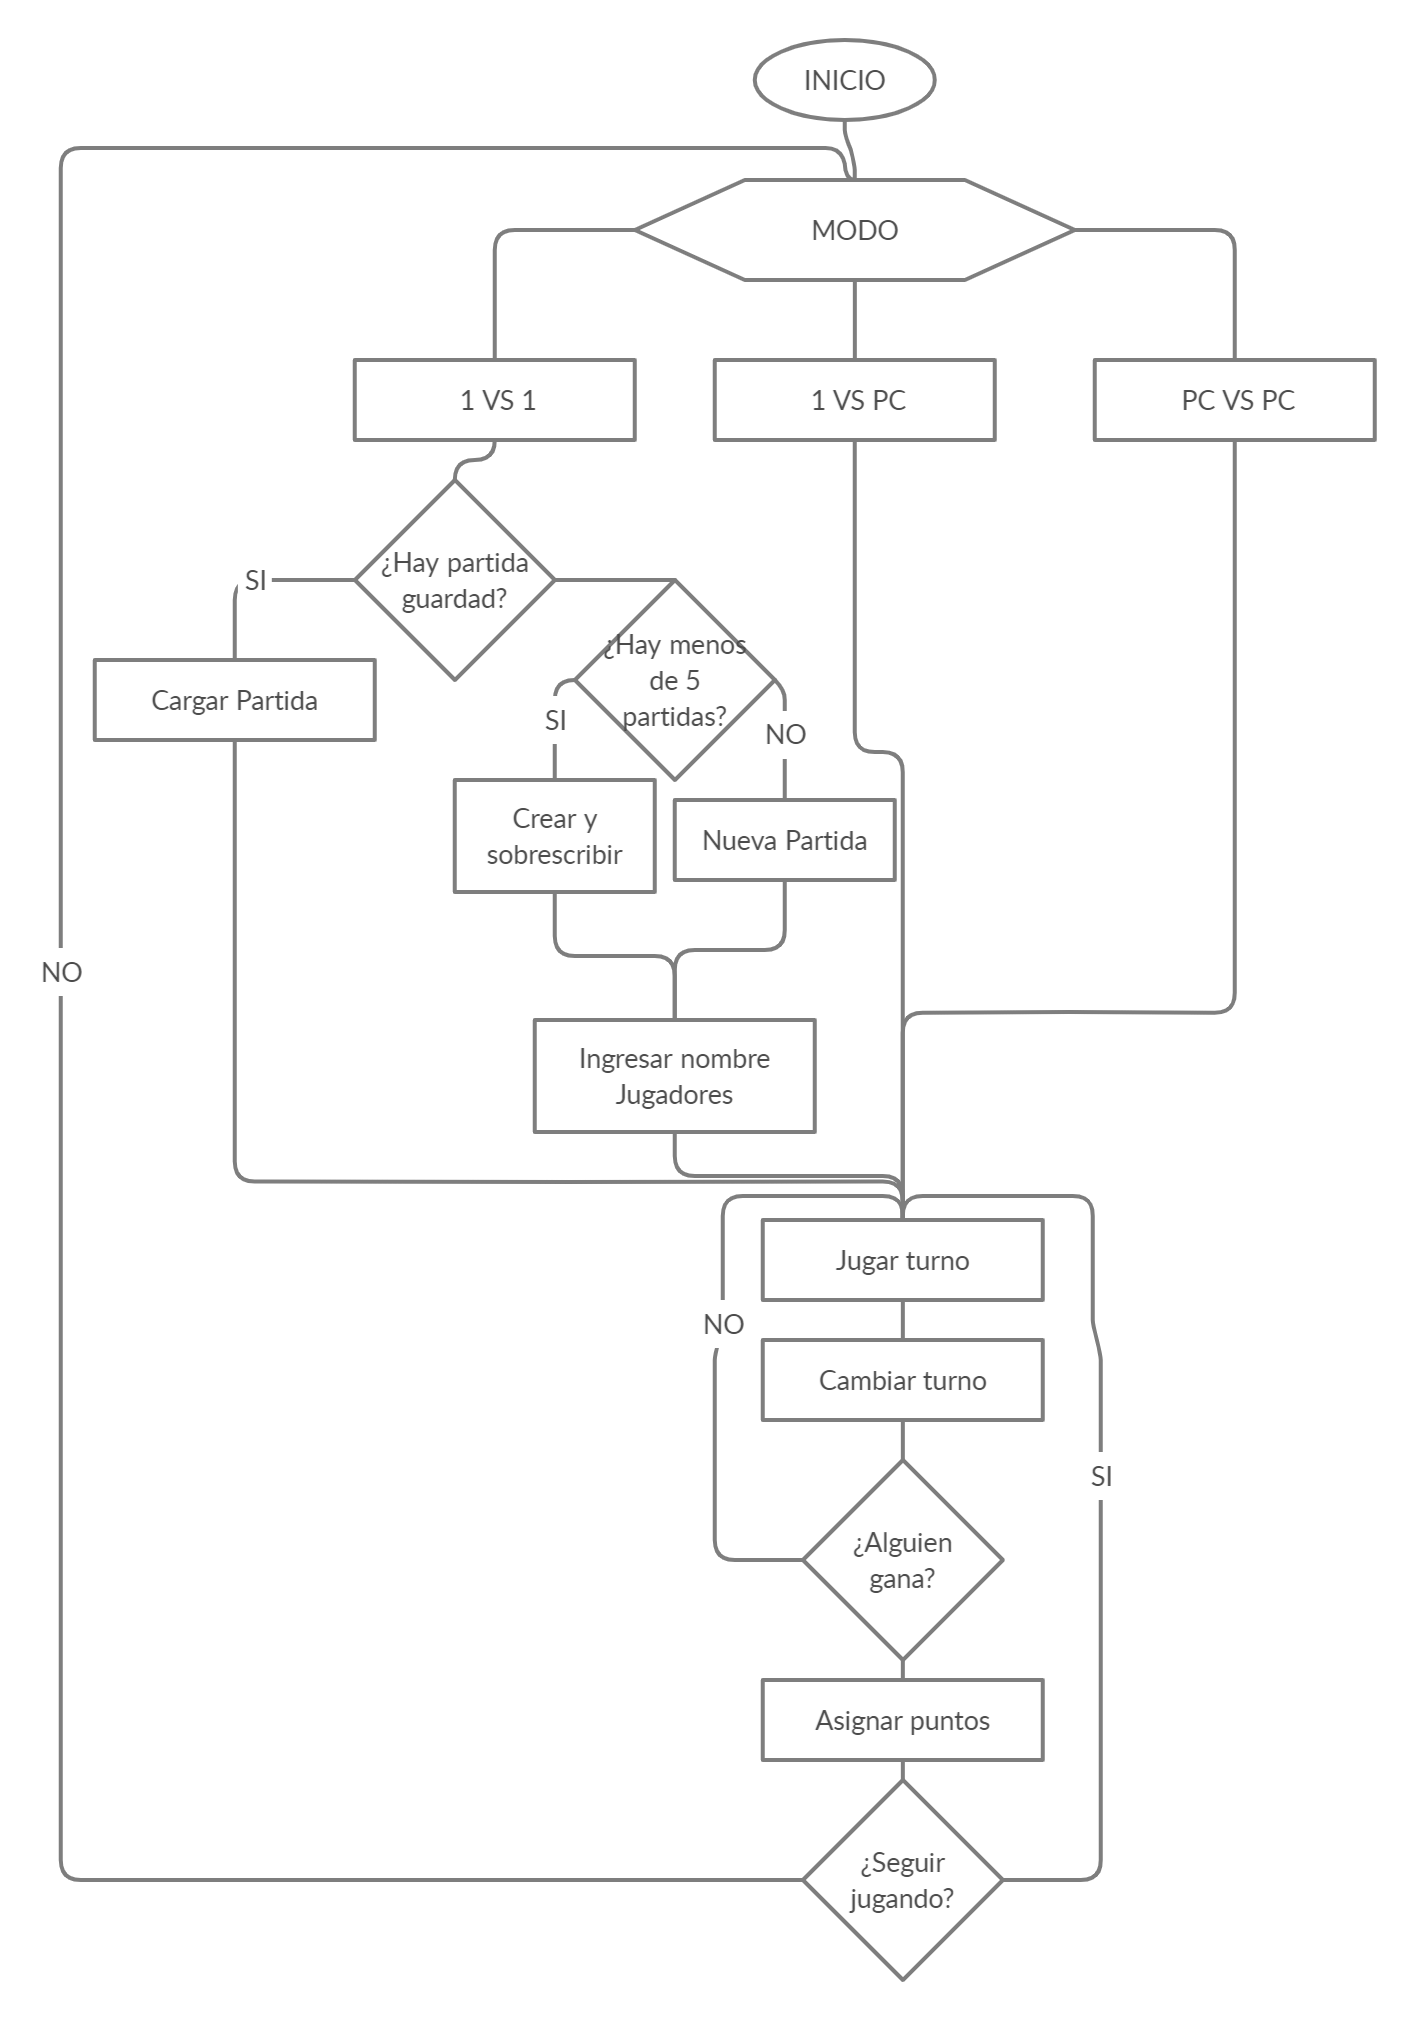 INICIO
MODO
1 VS 1
1 VS PC
PC VS PC
¿Hay partida
guardad?
SI
¿Hay menos
de 5
partidas?
Cargar Partida
SI
NO
Crear y
sobrescribir
Nueva Partida
NO
Ingresar nombre
Jugadores
Jugar turno
NO
Cambiar turno
SI
¿Alguien
gana?
Asignar puntos
¿Seguir
jugando?